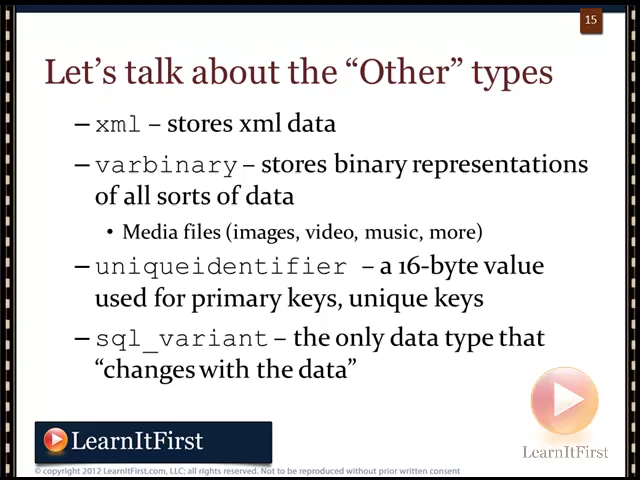 15
Let's talk about the “Other” types
– xml – stores xml data
– varbinary – stores binary representations
of all sorts of data
• Media files (images, video, music, more)
– uniqueidentifier – a 16-byte value
used for primary keys, unique keys
– sql_variant – the only data type that
“changes with the data”
LearnItFirst
LearnItFirst
© copyright 2012 LearnItFirst.com, LLC; all rights reserved. Not to be reproduced without prior written consent